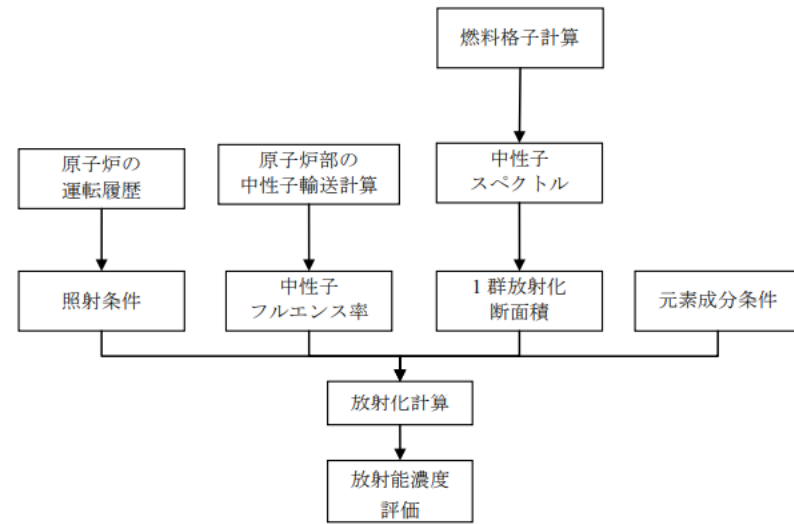 燃料格子計算
原子炉の
運転履歴
原子炉部の
中性子輸送計算
中性子
スペクトル
照射条件
中性子
フルエンス率
1 群放射化
断面積
元素成分条件
放射化計算
放射能濃度
評価